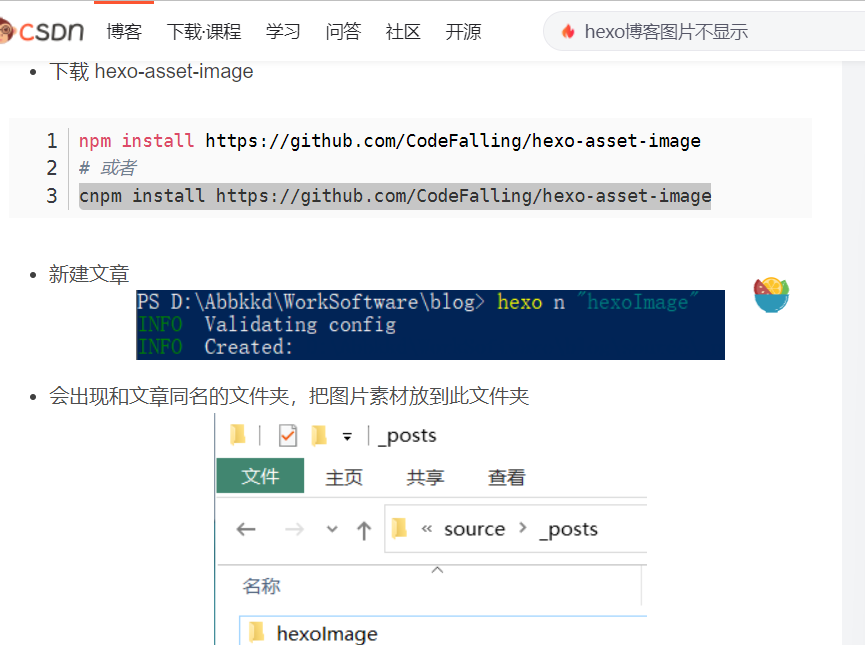 CSDN 博客 下载·课程 学习 问答 社区 开源 hexo博客图片不显示
• 下载 hexo-asset-image
1 npm install https://github.com/CodeFalling/hexo-asset-image
2 # 或者
3 cnpm install https://github.com/CodeFalling/hexo-asset-image
• 新建文章
PS D:\Abbkkd\WorkSoftware\blog> hexo n "hexoImage"
INFO Validating config
INFO Created:
• 会出现和文章同名的文件夹，把图片素材放到此文件夹
_posts
文件 主页 共享 查看
« source > _posts
名称
hexoImage